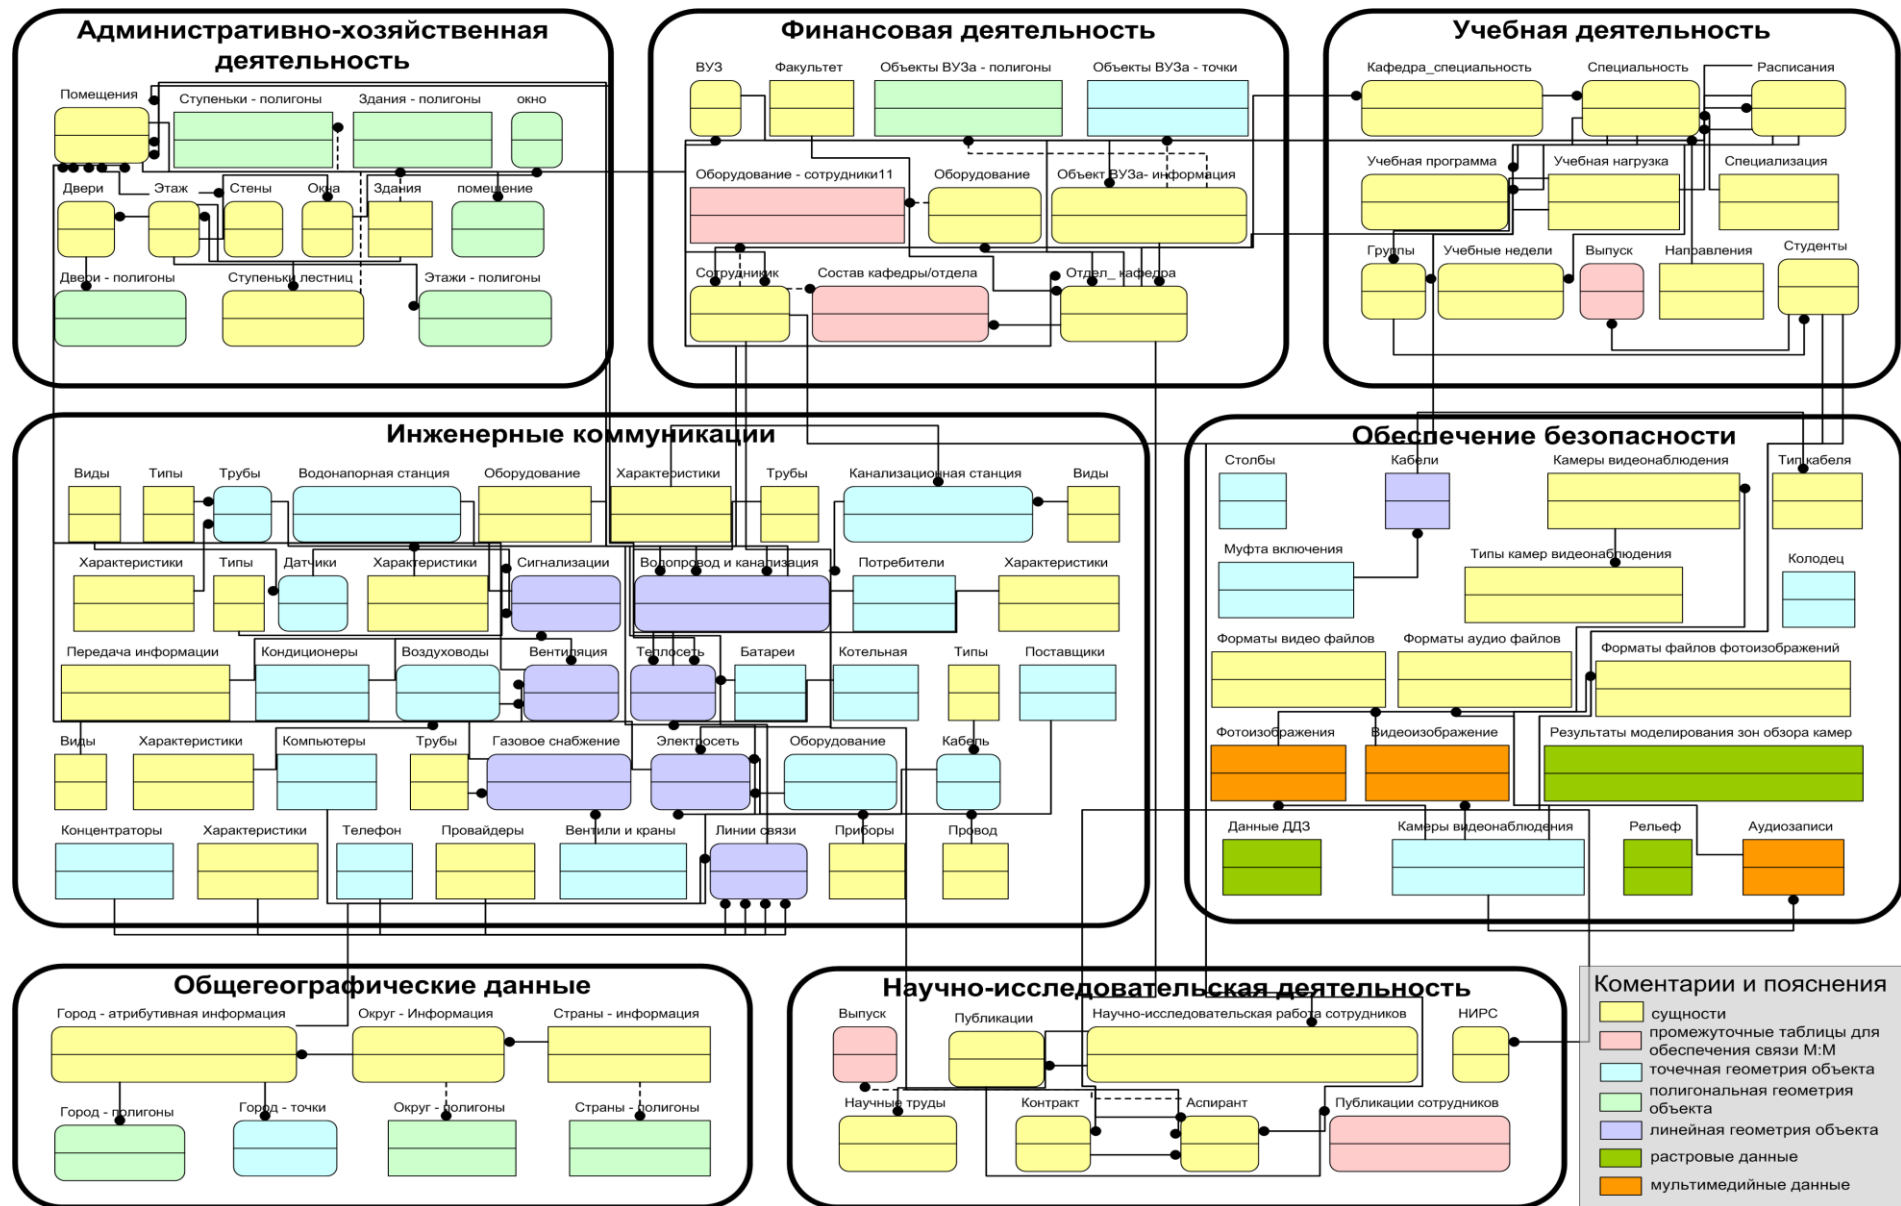 Административно-хозяйственная
деятельность
Помещения
Ступеньки - полигоны
Здания - полигоны
окно
Двери
Этаж
Стены
Окна
Здания
помещение
Двери - полигоны
Ступеньки лестниц
Этажи - полигоны
Финансовая деятельность
ВУЗ
Факультет
Объекты ВУЗа - полигоны
Объекты ВУЗа - точки
Оборудование - сотрудники11
Оборудование
Объект ВУЗа- информация
Сотрудникик
Состав кафедры/отдела
Отдел_ кафедра
Учебная деятельность
Кафедра_специальность
Специальность
Расписания
Учебная программа
Учебная нагрузка
Специализация
Группы
Учебные недели
Выпуск
Направления
Студенты
Инженерные коммуникации
Виды
Типы
Трубы
Водонапорная станция
Оборудование
Характеристики
Трубы
Канализационная станция
Виды
Характеристики
Типы
Датчики
Характеристики
Сигнализации
Водопровод и канализация
Потребители
Характеристики
Передача информации
Кондиционеры
Воздуховоды
Вентиляция
Теплосеть
Батареи
Котельная
Типы
Поставщики
Виды
Характеристики
Компьютеры
Трубы
Газовое снабжение
Электросеть
Оборудование
Кабель
Концентраторы
Характеристики
Телефон
Провайдеры
Вентили и краны
Линии связи
Приборы
Провод
Обеспечение безопасности
Столбы
Кабели
Камеры видеонаблюдения
Тип кабеля
Муфта включения
Типы камер видеонаблюдения
Колодец
Форматы видео файлов
Форматы аудио файлов
Форматы файлов фотоизображений
Фотоизображения
Видеоизображение
Результаты моделирования зон обзора камер
Данные ДДЗ
Камеры видеонаблюдения
Рельеф
Аудиозаписи
Общегеографические данные
Город - атрибутивная информация
Округ - Информация
Страны - информация
Город - полигоны
Город - точки
Округ - полигоны
Страны - полигоны
Научно-исследовательская деятельность
Выпуск
Публикации
Научно-исследовательская работа сотрудников
НИРС
Научные труды
Контракт
Аспирант
Публикации сотрудников
Коментарии и пояснения
сущности
промежуточные таблицы для
обеспечения связи М:М
точечная геометрия объекта
полигональная геометрия
объекта
линейная геометрия объекта
растровые данные
мультимедийные данные